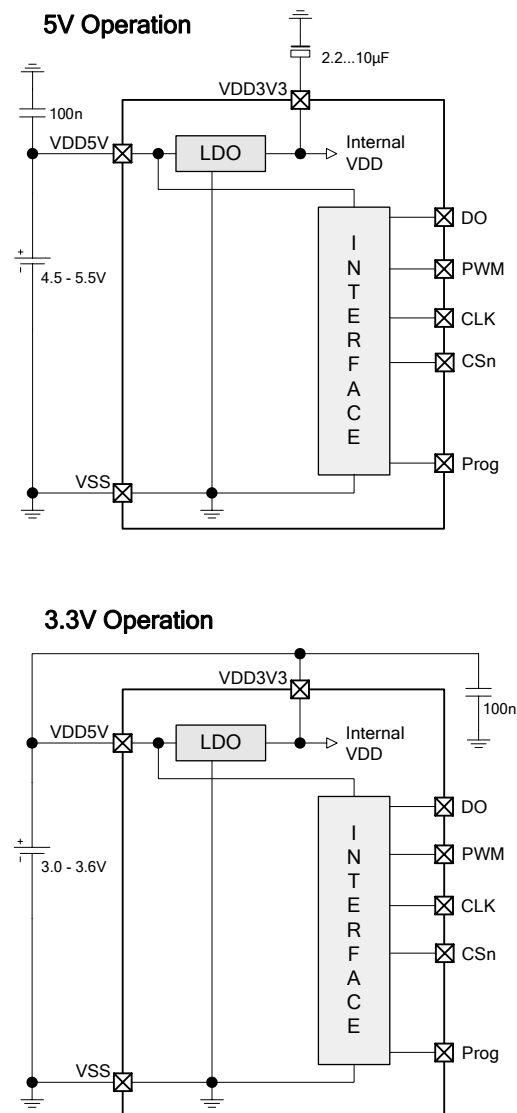 5V Operation
2.2...10µF
VDD3V3
100n
VDD5V
LDO
Internal
VDD
DO
INTERFACE
PWM
4.5 - 5.5V
+
-
CLK
CSn
Prog
VSS
3.3V Operation
VDD3V3
100n
VDD5V
LDO
Internal
VDD
DO
INTERFACE
PWM
3.0 - 3.6V
+
-
CLK
CSn
Prog
VSS